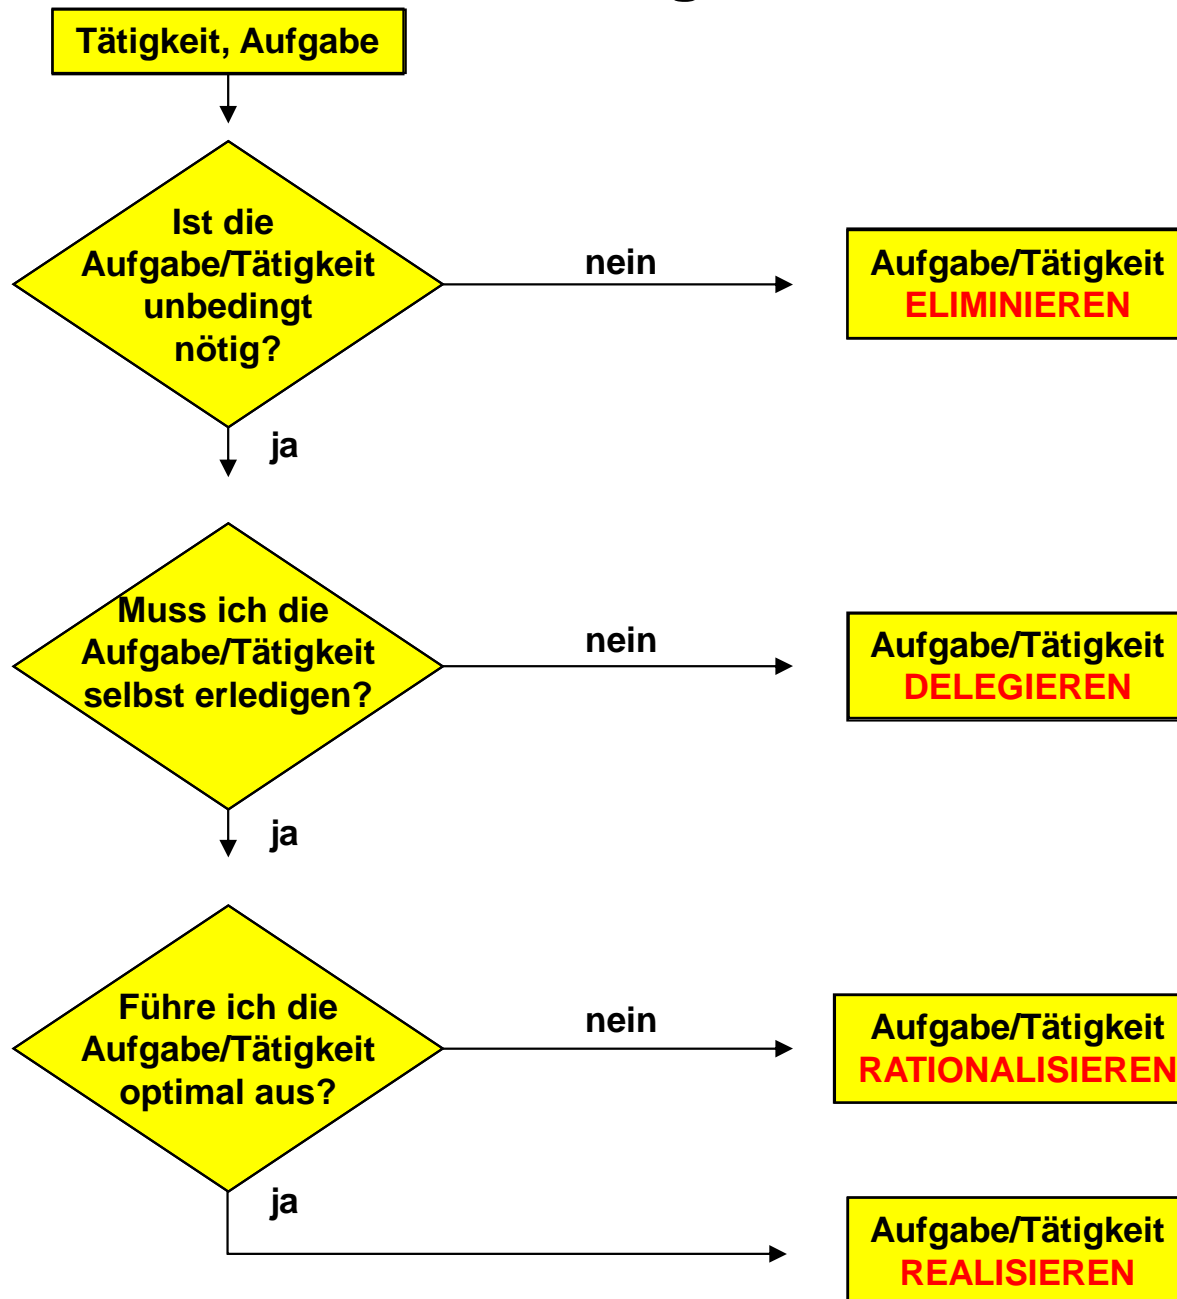 Tätigkeit, Aufgabe
Ist die
Aufgabe/Tätigkeit
unbedingt
nötig?
nein
Aufgabe/Tätigkeit
ELIMINIEREN
ja
Muss ich die
Aufgabe/Tätigkeit
selbst erledigen?
nein
Aufgabe/Tätigkeit
DELEGIEREN
ja
Führe ich die
Aufgabe/Tätigkeit
optimal aus?
nein
Aufgabe/Tätigkeit
RATIONALISIEREN
ja
Aufgabe/Tätigkeit
REALISIEREN